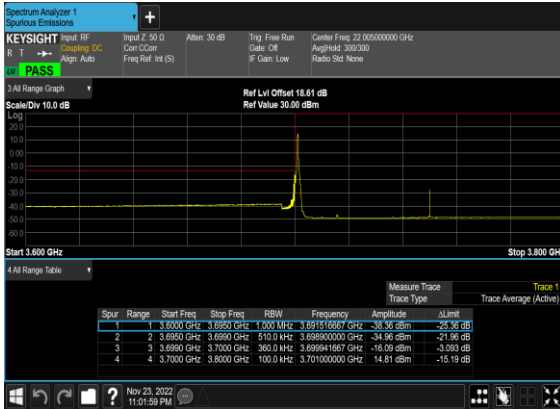 Spectrum Analyzer 1
Spurious Emissions
KEYSIGHT Input: RF Input Z: 50 Ω Atten: 30 dB Trig: Free Run Center Freq: 22.005000000 GHz
R T Coupling: DC Corr CCorr Gate: Off Avg|Hold: 300/300
Align: Auto Freq Ref: Int (S) IF Gain: Low Radio Std: None
PASS
3 All Range Graph
Scale/Div 10.0 dB
Ref Lvl Offset 18.61 dB
Ref Value 30.00 dBm
Log
20.0
10.0
0.00
-10.0
-20.0
-30.0
-40.0
-50.0
-60.0
Start 3.600 GHz Stop 3.800 GH
4 All Range Table
Measure Trace Trace 1
Trace Type Trace Average (Active)
Spur Range Start Freq Stop Freq RBW Frequency Amplitude ΔLimit
1 1 3.6000 GHz 3.6950 GHz 1.000 MHz 3.691516667 GHz -38.36 dBm -25.36 dB
2 2 3.6950 GHz 3.6990 GHz 510.0 kHz 3.698900000 GHz -34.96 dBm -21.96 dB
3 3 3.6990 GHz 3.7000 GHz 360.0 kHz 3.699941667 GHz -16.09 dBm -3.093 dB
4 4 3.7000 GHz 3.8000 GHz 100.0 kHz 3.701000000 GHz 14.81 dBm -15.19 dB
Nov 23, 2022
11:01:59 PM